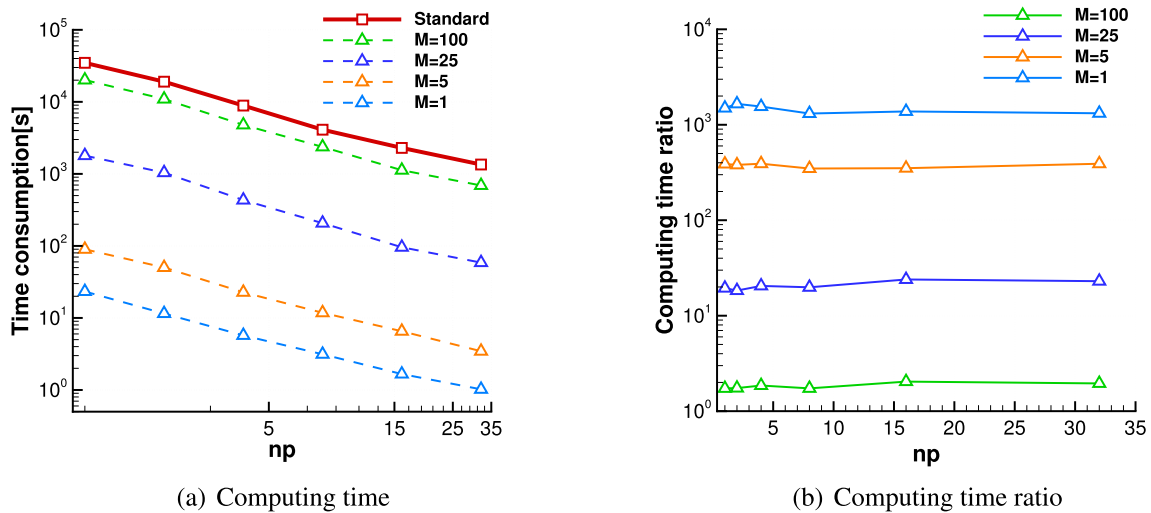 Standard
M=100
M=25
M=5
M=1
Time consumption[s]
10^5
10^4
10^3
10^2
10^1
10^0
5 15 25 35
np
(a) Computing time
M=100
M=25
M=5
M=1
Computing time ratio
10^4
10^3
10^2
10^1
10^0
5 10 15 20 25 30 35
np
(b) Computing time ratio